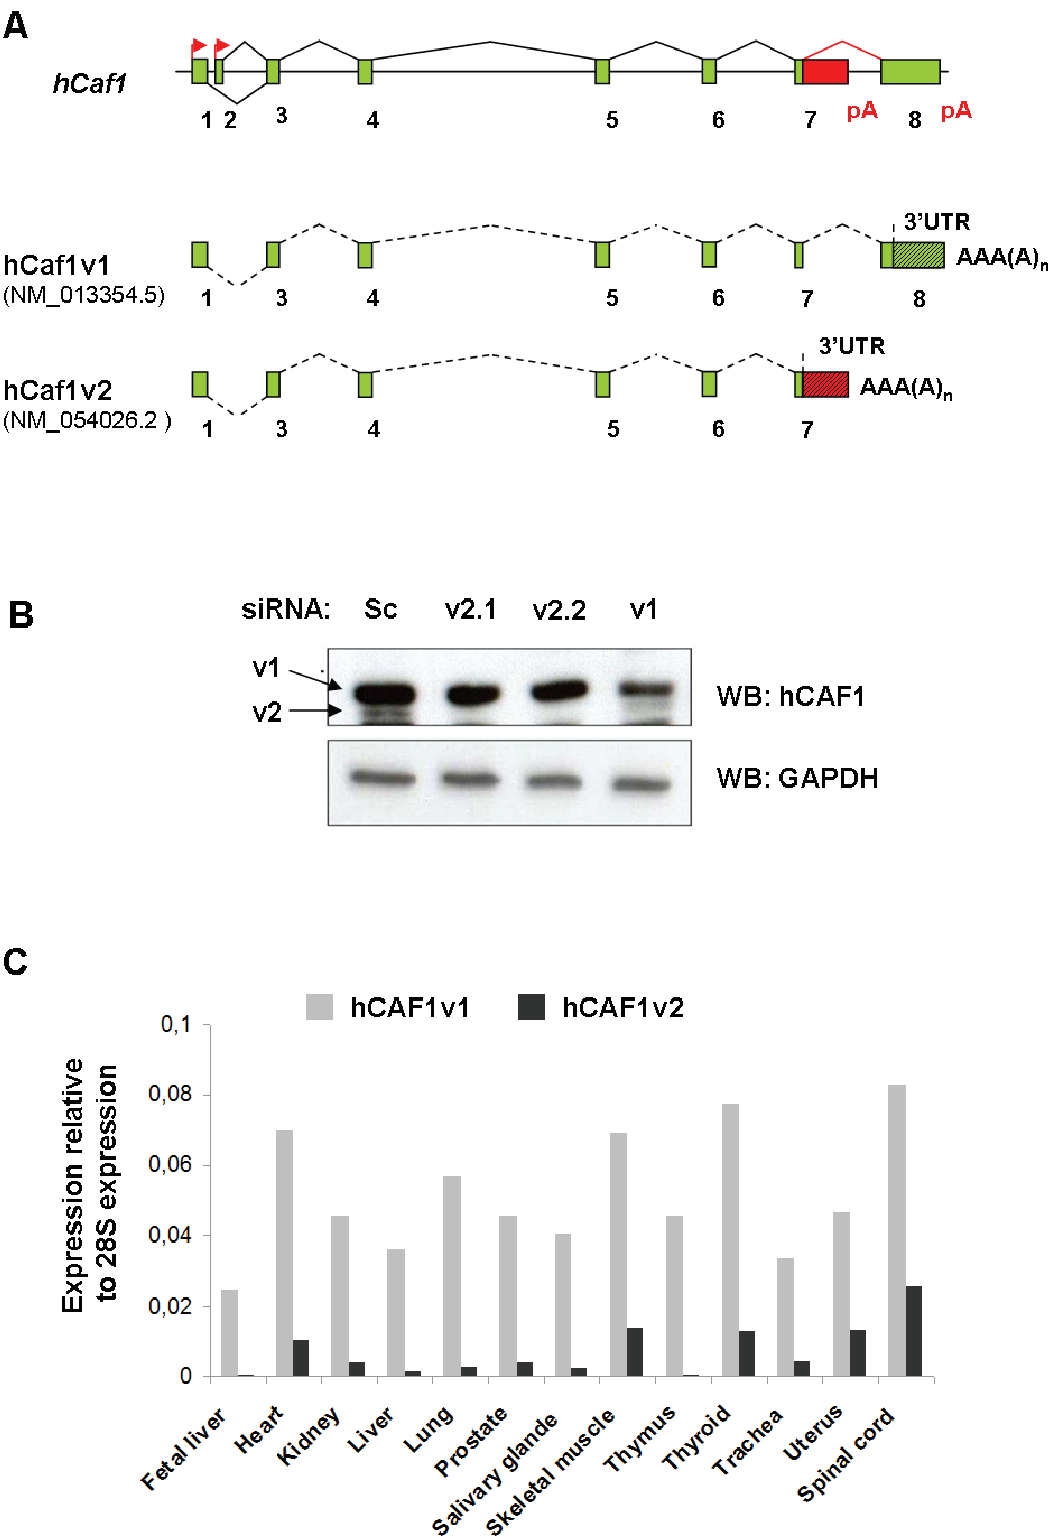 A
hCaf1
1 2 3 4 5 6 7 pA 8 pA
3'UTR
hCaf1v1 AAA(A)n
(NM_013354.5) 1 3 4 5 6 7 8
3'UTR
hCaf1v2 AAA(A)n
(NM_054026.2 ) 1 3 4 5 6 7
B
siRNA: Sc v2.1 v2.2 v1
v1
v2
WB: hCAF1
WB: GAPDH
C
hCAF1v1 hCAF1v2
Expression relative
to 28S expression
0,1
0,08
0,06
0,04
0,02
0
Fetal liver
Heart
Kidney
Liver
Lung
Prostate
Salivary glande
Skeletal muscle
Thymus
Thyroid
Trachea
Uterus
Spinal cord